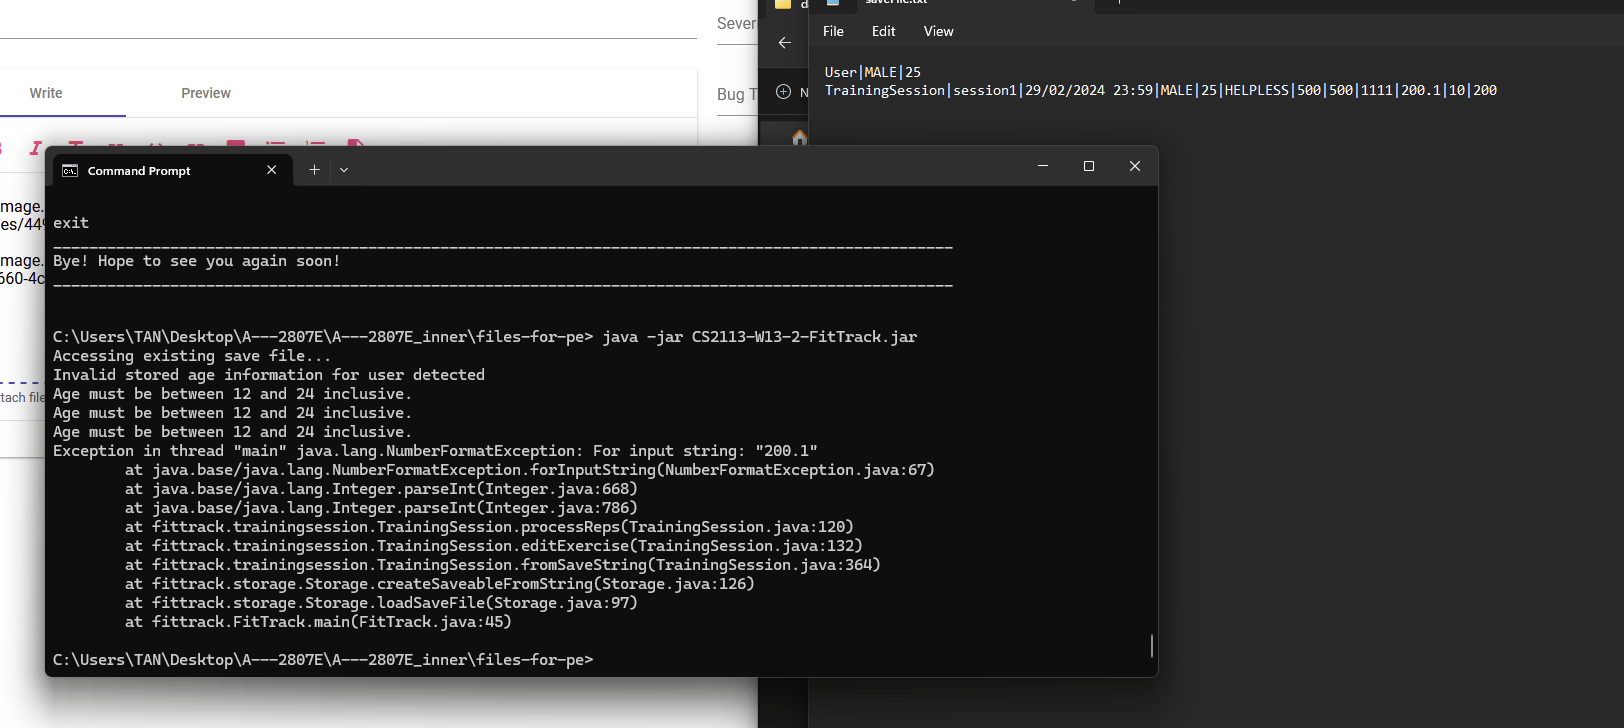 Sever
Write
Preview
Bug T
mage.
es/449
mage.
660-4c
tach file
N
saveFile.txt
File
Edit
View
User|MALE|25
TrainingSession|session1|29/02/2024 23:59|MALE|25|HELPLESS|500|500|1111|200.1|10|200
Command Prompt
exit
Bye! Hope to see you again soon!
C:\Users\TAN\Desktop\A---2807E\A---2807E_inner\files-for-pe> java -jar CS2113-W13-2-FitTrack.jar
Accessing existing save file...
Invalid stored age information for user detected
Age must be between 12 and 24 inclusive.
Age must be between 12 and 24 inclusive.
Age must be between 12 and 24 inclusive.
Exception in thread "main" java.lang.NumberFormatException: For input string: "200.1"
at java.base/java.lang.NumberFormatException.forInputString(NumberFormatException.java:67)
at java.base/java.lang.Integer.parseInt(Integer.java:668)
at java.base/java.lang.Integer.parseInt(Integer.java:786)
at fittrack.trainingsession.TrainingSession.processReps(TrainingSession.java:120)
at fittrack.trainingsession.TrainingSession.editExercise(TrainingSession.java:132)
at fittrack.trainingsession.TrainingSession.fromSaveString(TrainingSession.java:364)
at fittrack.storage.Storage.createSaveableFromString(Storage.java:126)
at fittrack.storage.Storage.loadSaveFile(Storage.java:97)
at fittrack.FitTrack.main(FitTrack.java:45)
C:\Users\TAN\Desktop\A---2807E\A---2807E_inner\files-for-pe>